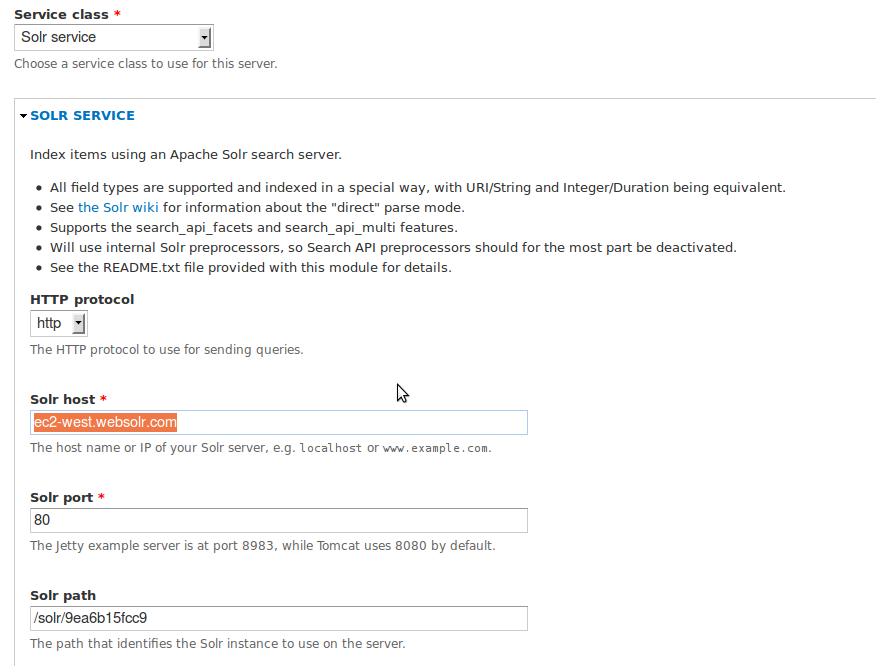 Service class *
Solr service
Choose a service class to use for this server.
SOLR SERVICE
Index items using an Apache Solr search server.
All field types are supported and indexed in a special way, with URI/String and Integer/Duration being equivalent.
See the Solr wiki for information about the "direct" parse mode.
Supports the search_api_facets and search_api_multi features.
Will use internal Solr preprocessors, so Search API preprocessors should for the most part be deactivated.
See the README.txt file provided with this module for details.
HTTP protocol
http
The HTTP protocol to use for sending queries.
Solr host *
ec2-west.websolr.com
The host name or IP of your Solr server, e.g. localhost or www.example.com.
Solr port *
80
The Jetty example server is at port 8983, while Tomcat uses 8080 by default.
Solr path
/solr/9ea6b15fcc9
The path that identifies the Solr instance to use on the server.